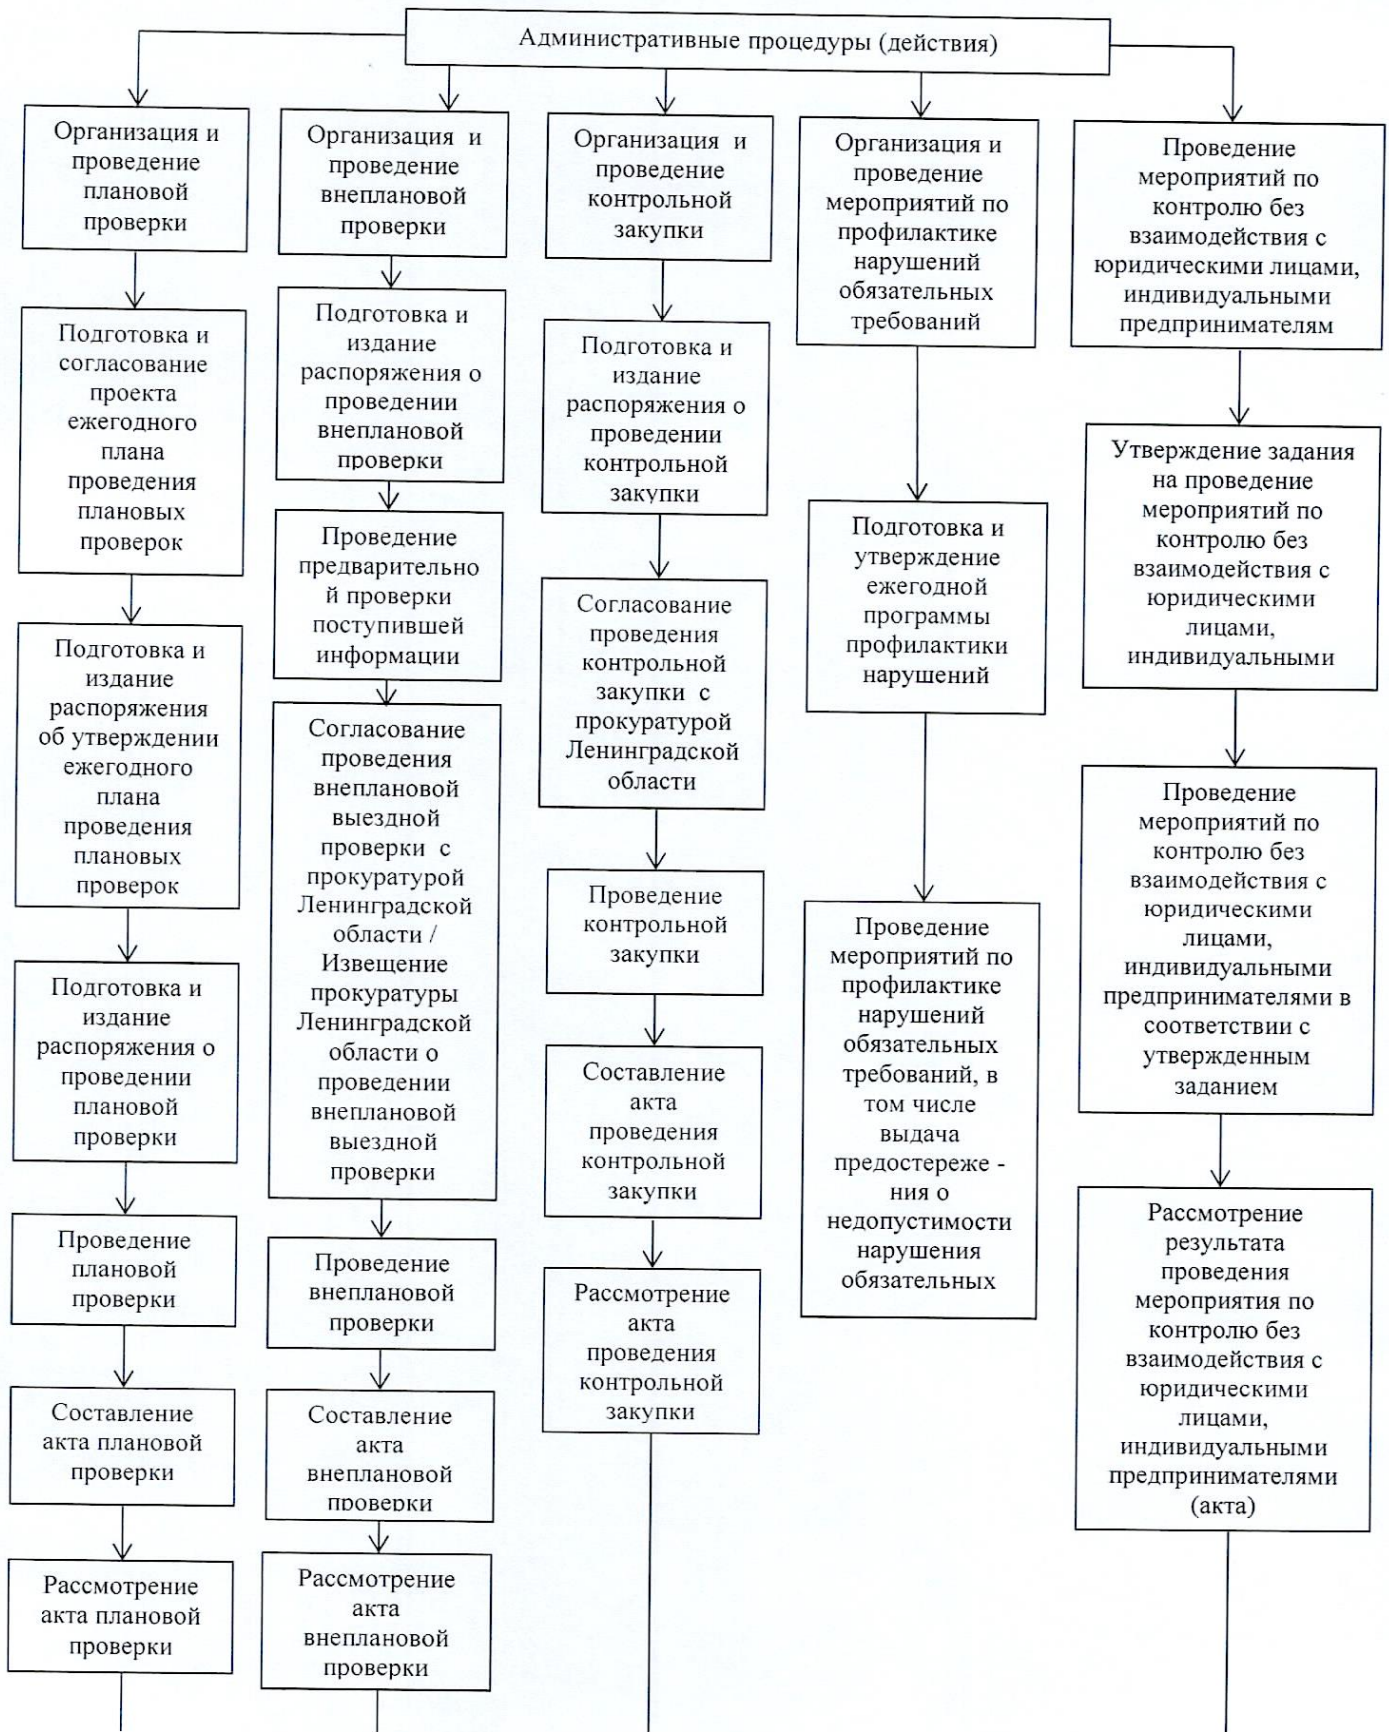 Административные процедуры (действия)
Организация и
проведение
плановой
проверки
Подготовка и
согласование
проекта
ежегодного
плана
проведения
плановых
проверок
Подготовка и
издание
распоряжения
об утверждении
ежегодного
плана
проведения
плановых
проверок
Подготовка и
издание
распоряжения о
проведении
плановой
проверки
Проведение
плановой
проверки
Составление
акта плановой
проверки
Рассмотрение
акта плановой
проверки
Организация и
проведение
внеплановой
проверки
Подготовка и
издание
распоряжения о
проведении
внеплановой
проверки
Проведение
предварительно
й проверки
поступившей
информации
Согласование
проведения
внеплановой
выездной
проверки с
прокуратурой
Ленинградской
области /
Извещение
прокуратуры
Ленинградской
области о
проведении
внеплановой
выездной
проверки
Проведение
внеплановой
проверки
Составление
акта
внеплановой
проверки
Рассмотрение
акта
внеплановой
проверки
Организация и
проведение
контрольной
закупки
Подготовка и
издание
распоряжения о
проведении
контрольной
закупки
Согласование
проведения
контрольной
закупки с
прокуратурой
Ленинградской
области
Проведение
контрольной
закупки
Составление
акта
проведения
контрольной
закупки
Рассмотрение
акта
проведения
контрольной
закупки
Организация и
проведение
мероприятий по
профилактике
нарушений
обязательных
требований
Подготовка и
утверждение
ежегодной
программы
профилактики
нарушений
Проведение
мероприятий по
профилактике
нарушений
обязательных
требований, в
том числе
выдача
предостереже -
ния о
недопустимости
нарушения
обязательных
Проведение
мероприятий по
контролю без
взаимодействия с
юридическими лицами,
индивидуальными
предпринимателям
Утверждение задания
на проведение
мероприятий по
контролю без
взаимодействия с
юридическими
лицами,
индивидуальными
Проведение
мероприятий по
контролю без
взаимодействия с
юридическими
лицами,
индивидуальными
предпринимателями в
соответствии с
утвержденным
заданием
Рассмотрение
результата
проведения
мероприятия по
контролю без
взаимодействия с
юридическими
лицами,
индивидуальными
предпринимателями
(акта)